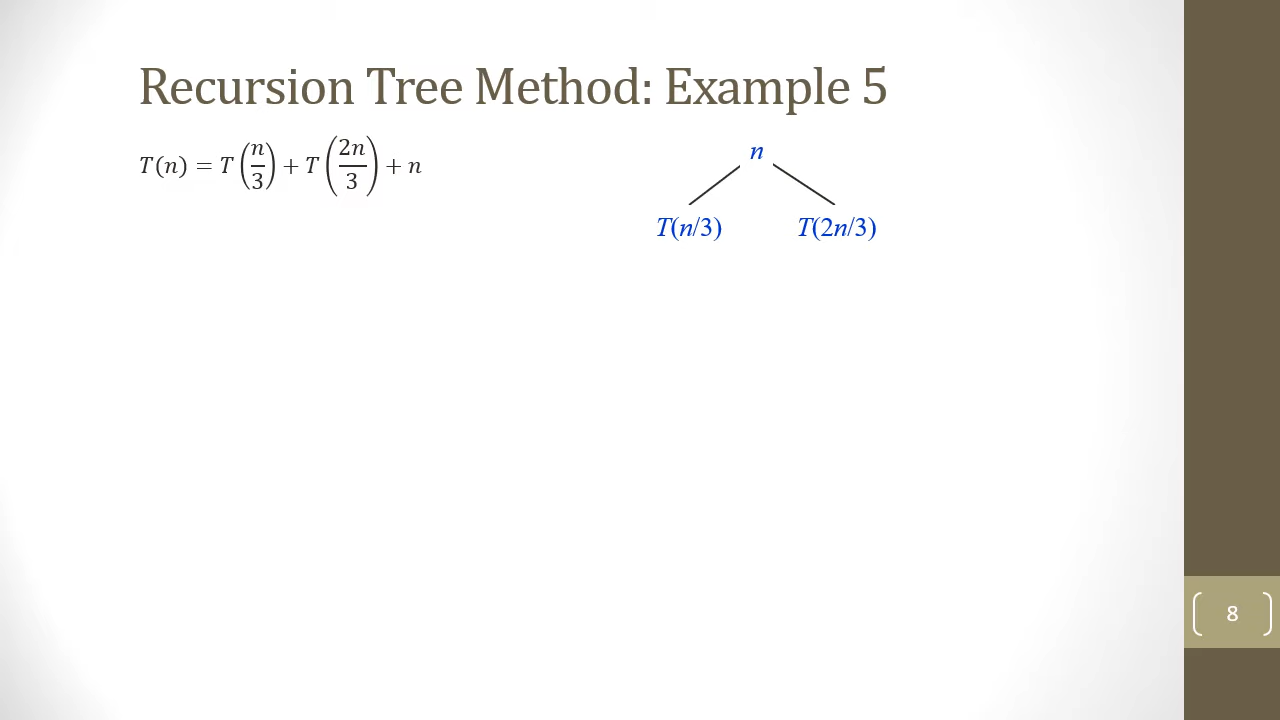 Recursion Tree Method: Example 5
T(n) = T(n/3) + T(2n/3) + n
n
T(n/3) T(2n/3)
8